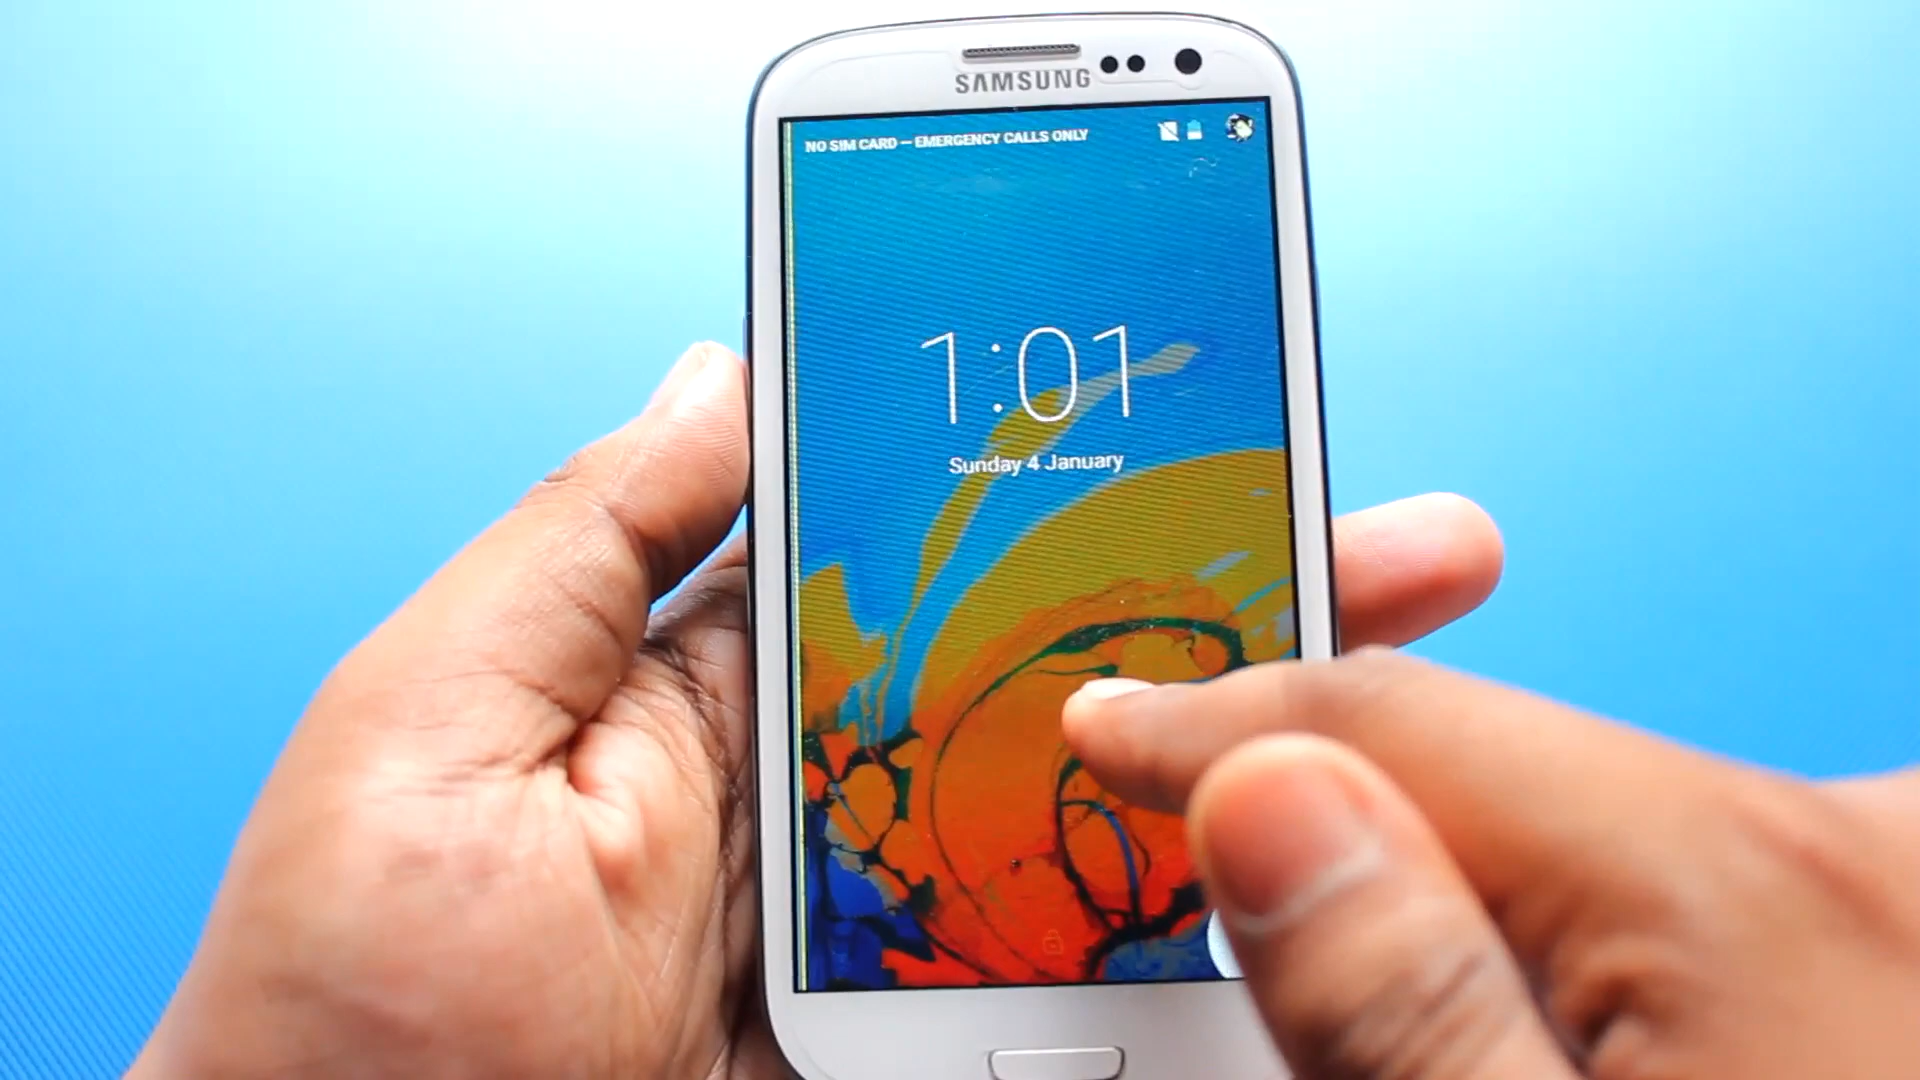 SAMSUNG
NO SIM CARD — EMERGENCY CALLS ONLY
1:01
Sunday 4 January